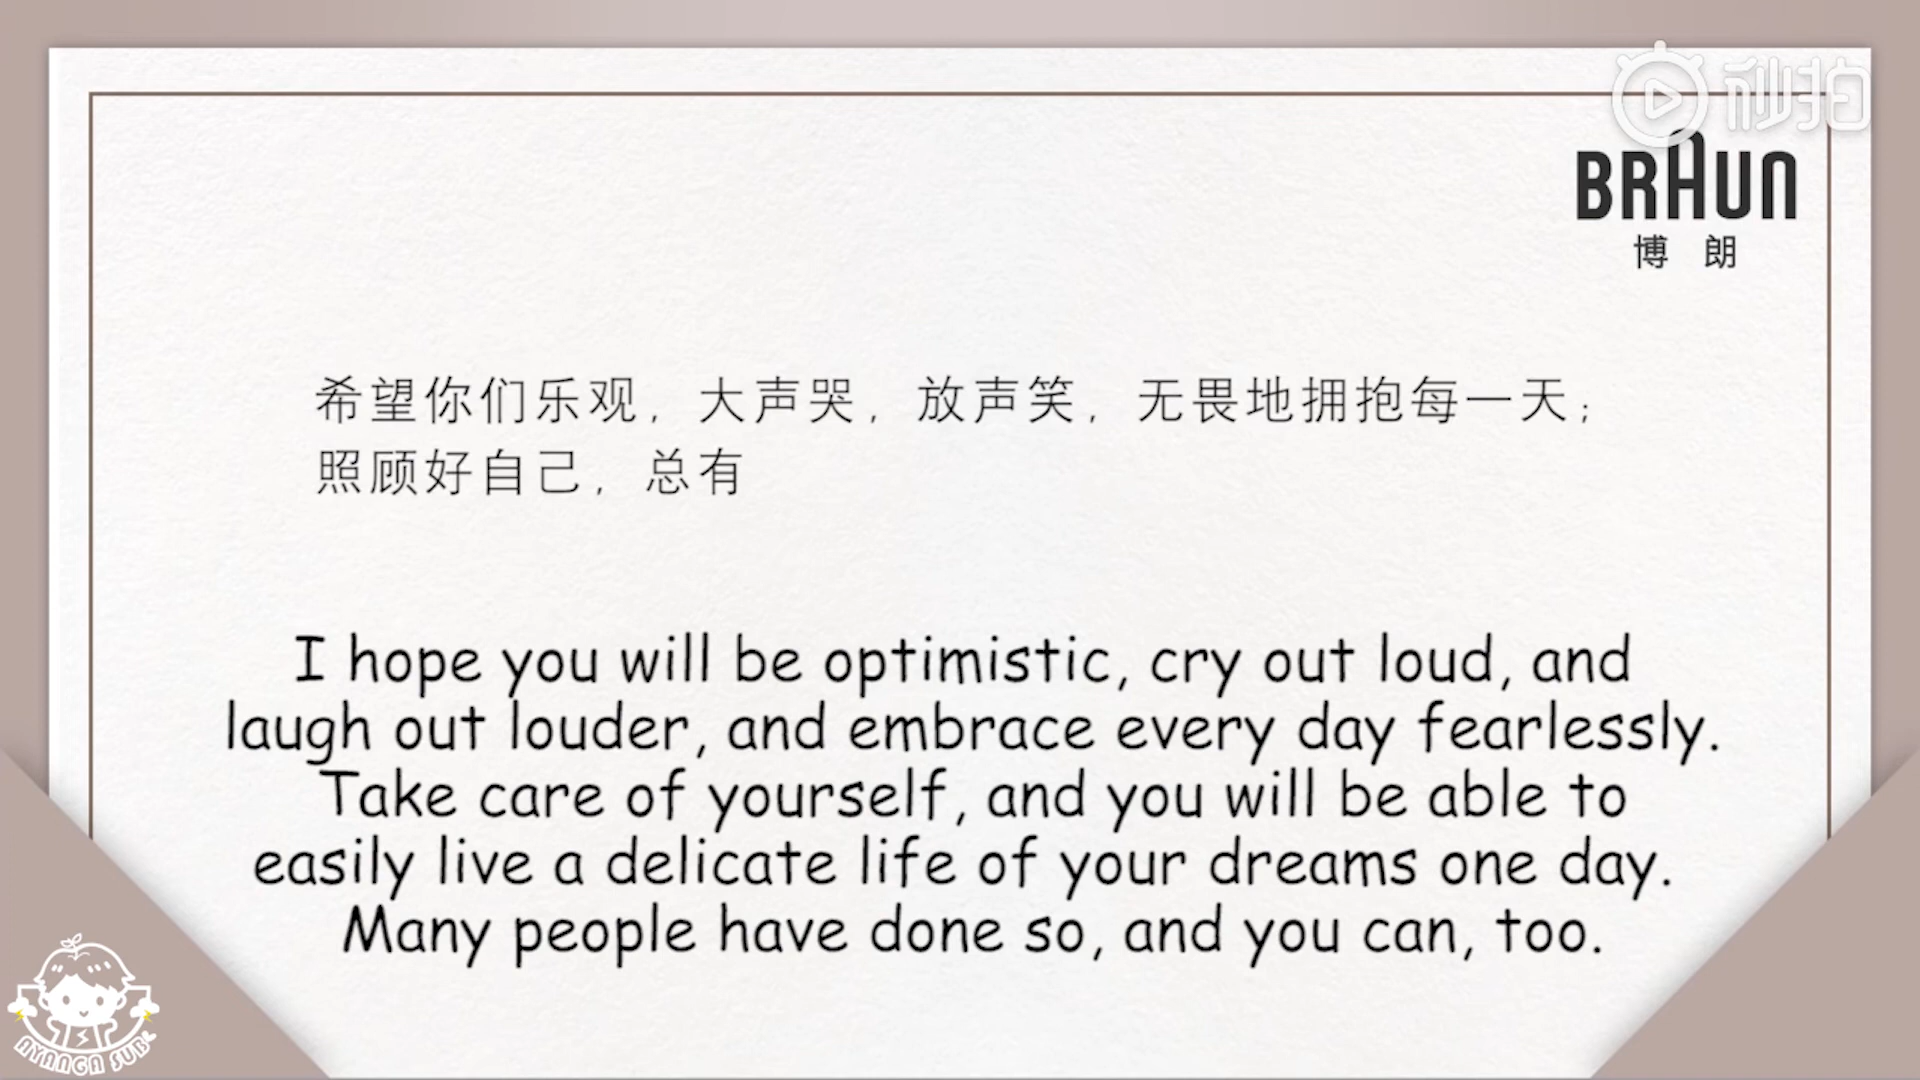 秒拍
BRAUN
博朗
希望你们乐观，大声哭，放声笑，无畏地拥抱每一天；
照顾好自己，总有
I hope you will be optimistic, cry out loud, and
laugh out louder, and embrace every day fearlessly.
Take care of yourself, and you will be able to
easily live a delicate life of your dreams one day.
Many people have done so, and you can, too.
AYANGA SUB